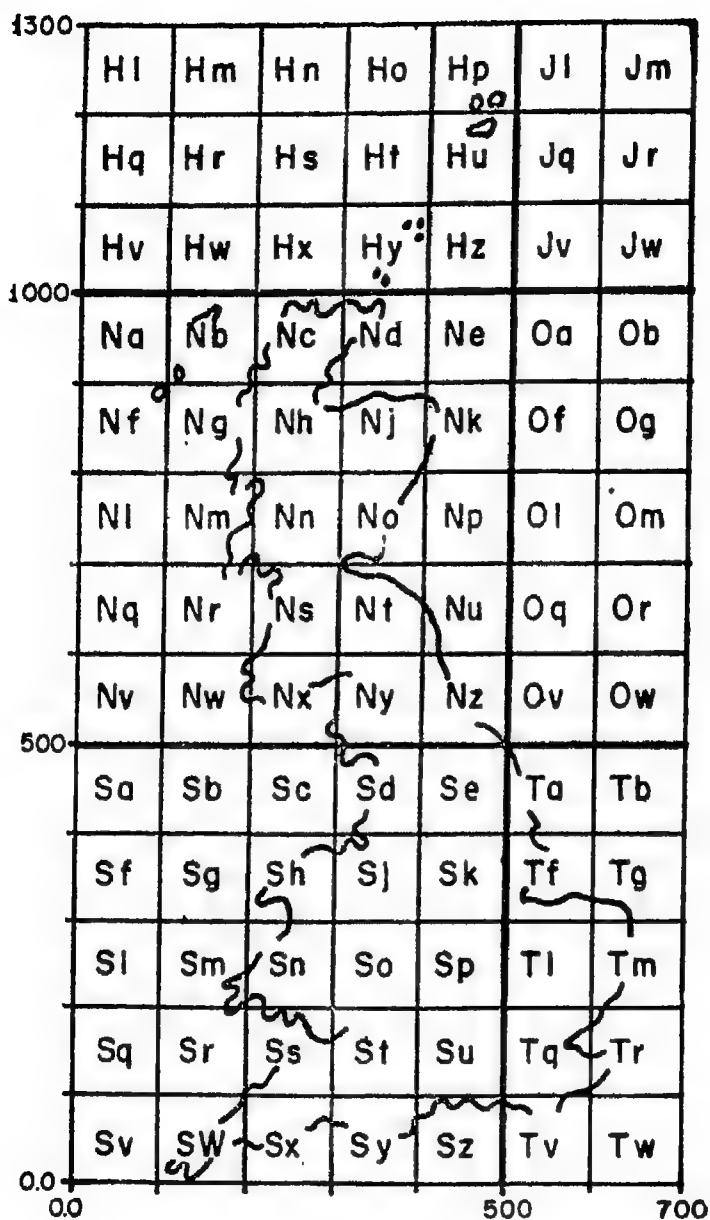 1300
Hl Hm Hn Ho Hp Jl Jm
Hq Hr Hs Ht Hu Jq Jr
Hv Hw Hx Hy Hz Jv Jw
1000
Na Nb Nc Nd Ne Oa Ob
Nf Ng Nh Nj Nk Of Og
Nl Nm Nn No Np Ol Om
Nq Nr Ns Nt Nu Oq Or
Nv Nw Nx Ny Nz Ov Ow
500
Sa Sb Sc Sd Se Ta Tb
Sf Sg Sh Sj Sk Tf Tg
Sl Sm Sn So Sp Tl Tm
Sq Sr Ss St Su Tq Tr
Sv SW Sx Sy Sz Tv Tw
0.0
0.0 500 700